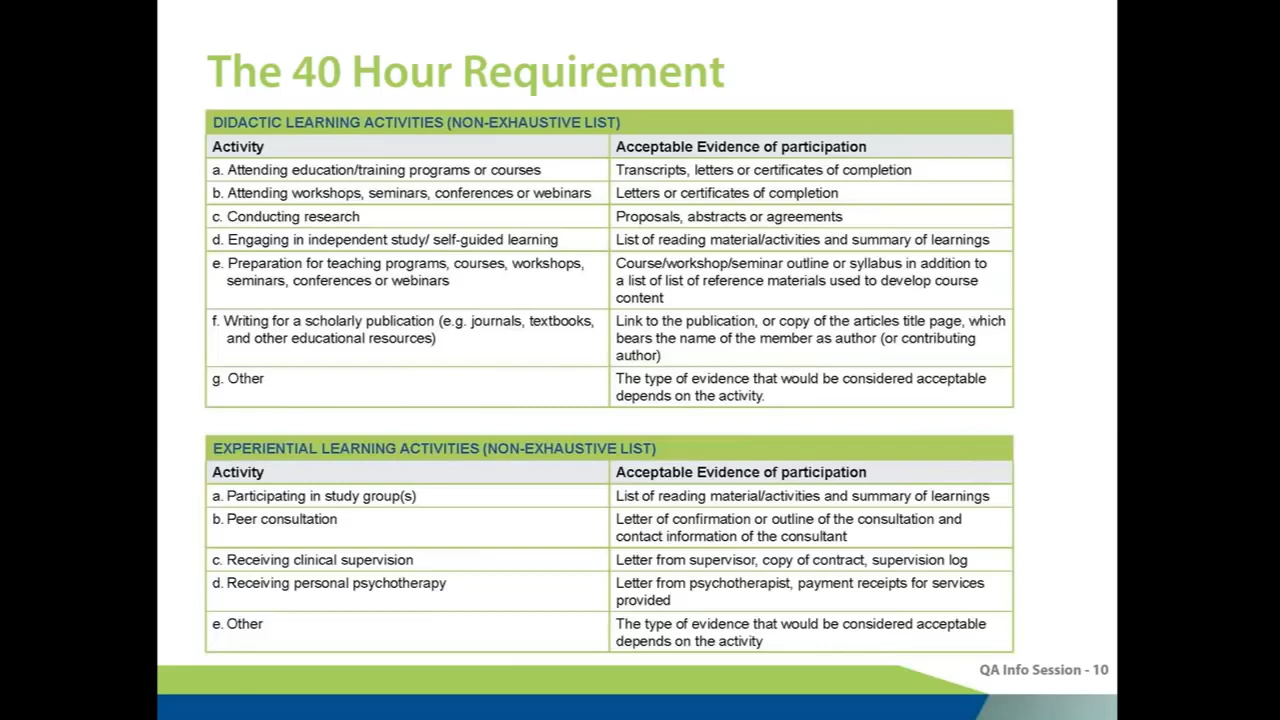 The 40 Hour Requirement
DIDACTIC LEARNING ACTIVITIES (NON-EXHAUSTIVE LIST)
Activity
Acceptable Evidence of participation
a. Attending education/training programs or courses
Transcripts, letters or certificates of completion
b. Attending workshops, seminars, conferences or webinars
Letters or certificates of completion
c. Conducting research
Proposals, abstracts or agreements
d. Engaging in independent study/ self-guided learning
List of reading material/activities and summary of learnings
e. Preparation for teaching programs, courses, workshops,
seminars, conferences or webinars
Course/workshop/seminar outline or syllabus in addition to
a list of list of reference materials used to develop course
content
f. Writing for a scholarly publication (e.g. journals, textbooks,
and other educational resources)
Link to the publication, or copy of the articles title page, which
bears the name of the member as author (or contributing
author)
g. Other
The type of evidence that would be considered acceptable
depends on the activity.
EXPERIENTIAL LEARNING ACTIVITIES (NON-EXHAUSTIVE LIST)
Activity
Acceptable Evidence of participation
a. Participating in study group(s)
List of reading material/activities and summary of learnings
b. Peer consultation
Letter of confirmation or outline of the consultation and
contact information of the consultant
c. Receiving clinical supervision
Letter from supervisor, copy of contract, supervision log
d. Receiving personal psychotherapy
Letter from psychotherapist, payment receipts for services
provided
e. Other
The type of evidence that would be considered acceptable
depends on the activity
QA Info Session - 10